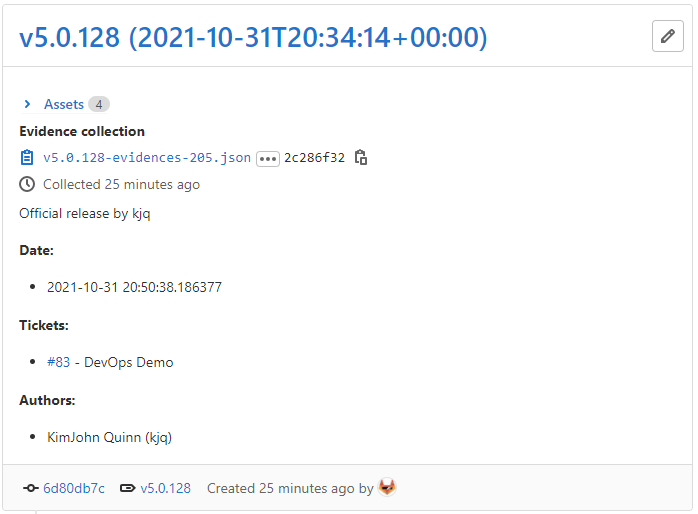 v5.0.128 (2021-10-31T20:34:14+00:00)
Assets 4
Evidence collection
v5.0.128-evidences-205.json 2c286f32
Collected 25 minutes ago
Official release by kjq
Date:
2021-10-31 20:50:38.186377
Tickets:
#83 - DevOps Demo
Authors:
KimJohn Quinn (kjq)
6d80db7c v5.0.128 Created 25 minutes ago by